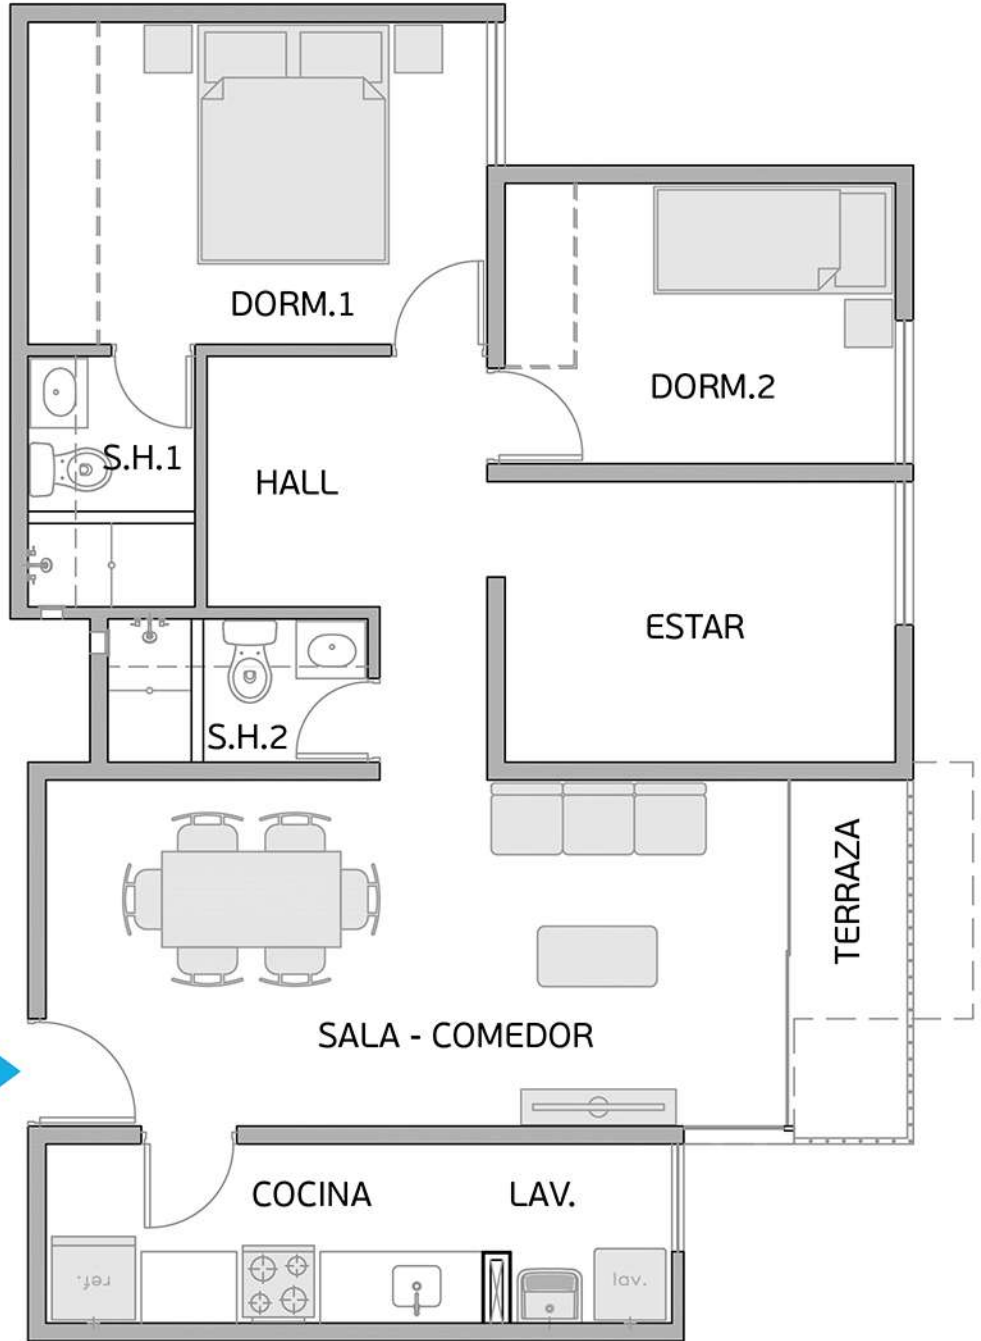 DORM.1
DORM.2
S.H.1
HALL
ESTAR
S.H.2
TERRAZA
SALA - COMEDOR
COCINA
LAV.
ref.
lav.